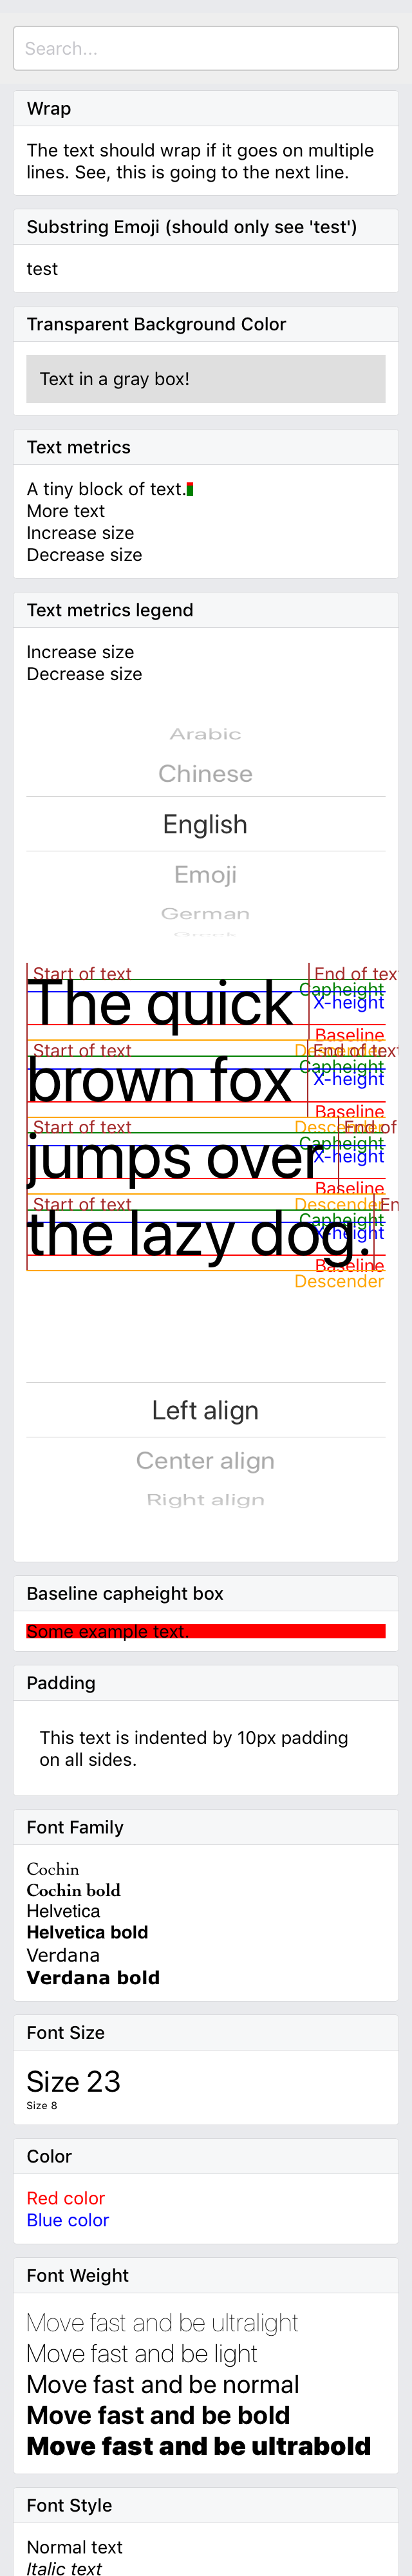 Search...
Wrap
The text should wrap if it goes on multiple
lines. See, this is going to the next line.
Substring Emoji (should only see 'test')
test
Transparent Background Color
Text in a gray box!
Text metrics
A tiny block of text.
More text
Increase size
Decrease size
Text metrics legend
Increase size
Decrease size
Arabic
Chinese
English
Emoji
German
Greek
Start of text
End of tex
Capheight
X-height
The quick
Baseline
Descender
Start of text
End of text
Capheight
X-height
brown fox
Baseline
Descender
Start of text
End of
Capheight
X-height
jumps over
Baseline
Descender
Start of text
En
Capheight
X-height
the lazy dog.
Baseline
Descender
Left align
Center align
Right align
Baseline capheight box
Some example text.
Padding
This text is indented by 10px padding
on all sides.
Font Family
Cochin
Cochin bold
Helvetica
Helvetica bold
Verdana
Verdana bold
Font Size
Size 23
Size 8
Color
Red color
Blue color
Font Weight
Move fast and be ultralight
Move fast and be light
Move fast and be normal
Move fast and be bold
Move fast and be ultrabold
Font Style
Normal text
Italic text